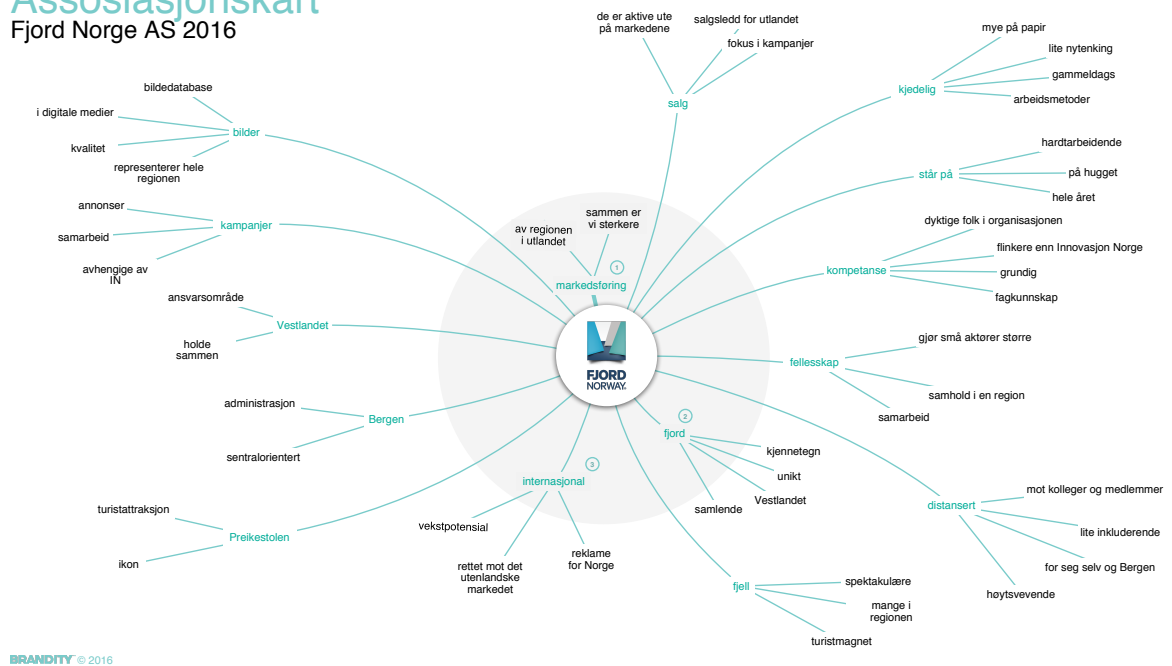 Assosiasjonskart
Fjord Norge AS 2016
de er aktive ute
på markedene
salgsledd for utlandet
fokus i kampanjer
salg
mye på papir
lite nytenking
gammeldags
arbeidsmetoder
kjedelig
bildedatabase
i digitale medier
kvalitet
representerer hele
regionen
bilder
hardtarbeidende
på hugget
hele året
står på
annonser
samarbeid
avhengige av
IN
kampanjer
av regionen
i utlandet
sammen er
vi sterkere
1
markedsføring
dyktige folk i organisasjonen
flinkere enn Innovasjon Norge
grundig
fagkunnskap
kompetanse
ansvarsområde
holde
sammen
Vestlandet
FJORD
NORWAY.
gjør små aktører større
samhold i en region
samarbeid
fellesskap
administrasjon
sentralorientert
Bergen
2
fjord
kjennetegn
unikt
Vestlandet
samlende
3
internasjonal
vekstpotensial
rettet mot det
utenlandske
markedet
reklame
for Norge
turistattraksjon
ikon
Preikestolen
distansert
mot kolleger og medlemmer
lite inkluderende
for seg selv og Bergen
høytsvevende
fjell
spektakulære
mange i
regionen
turistmagnet
BRANDITY © 2016